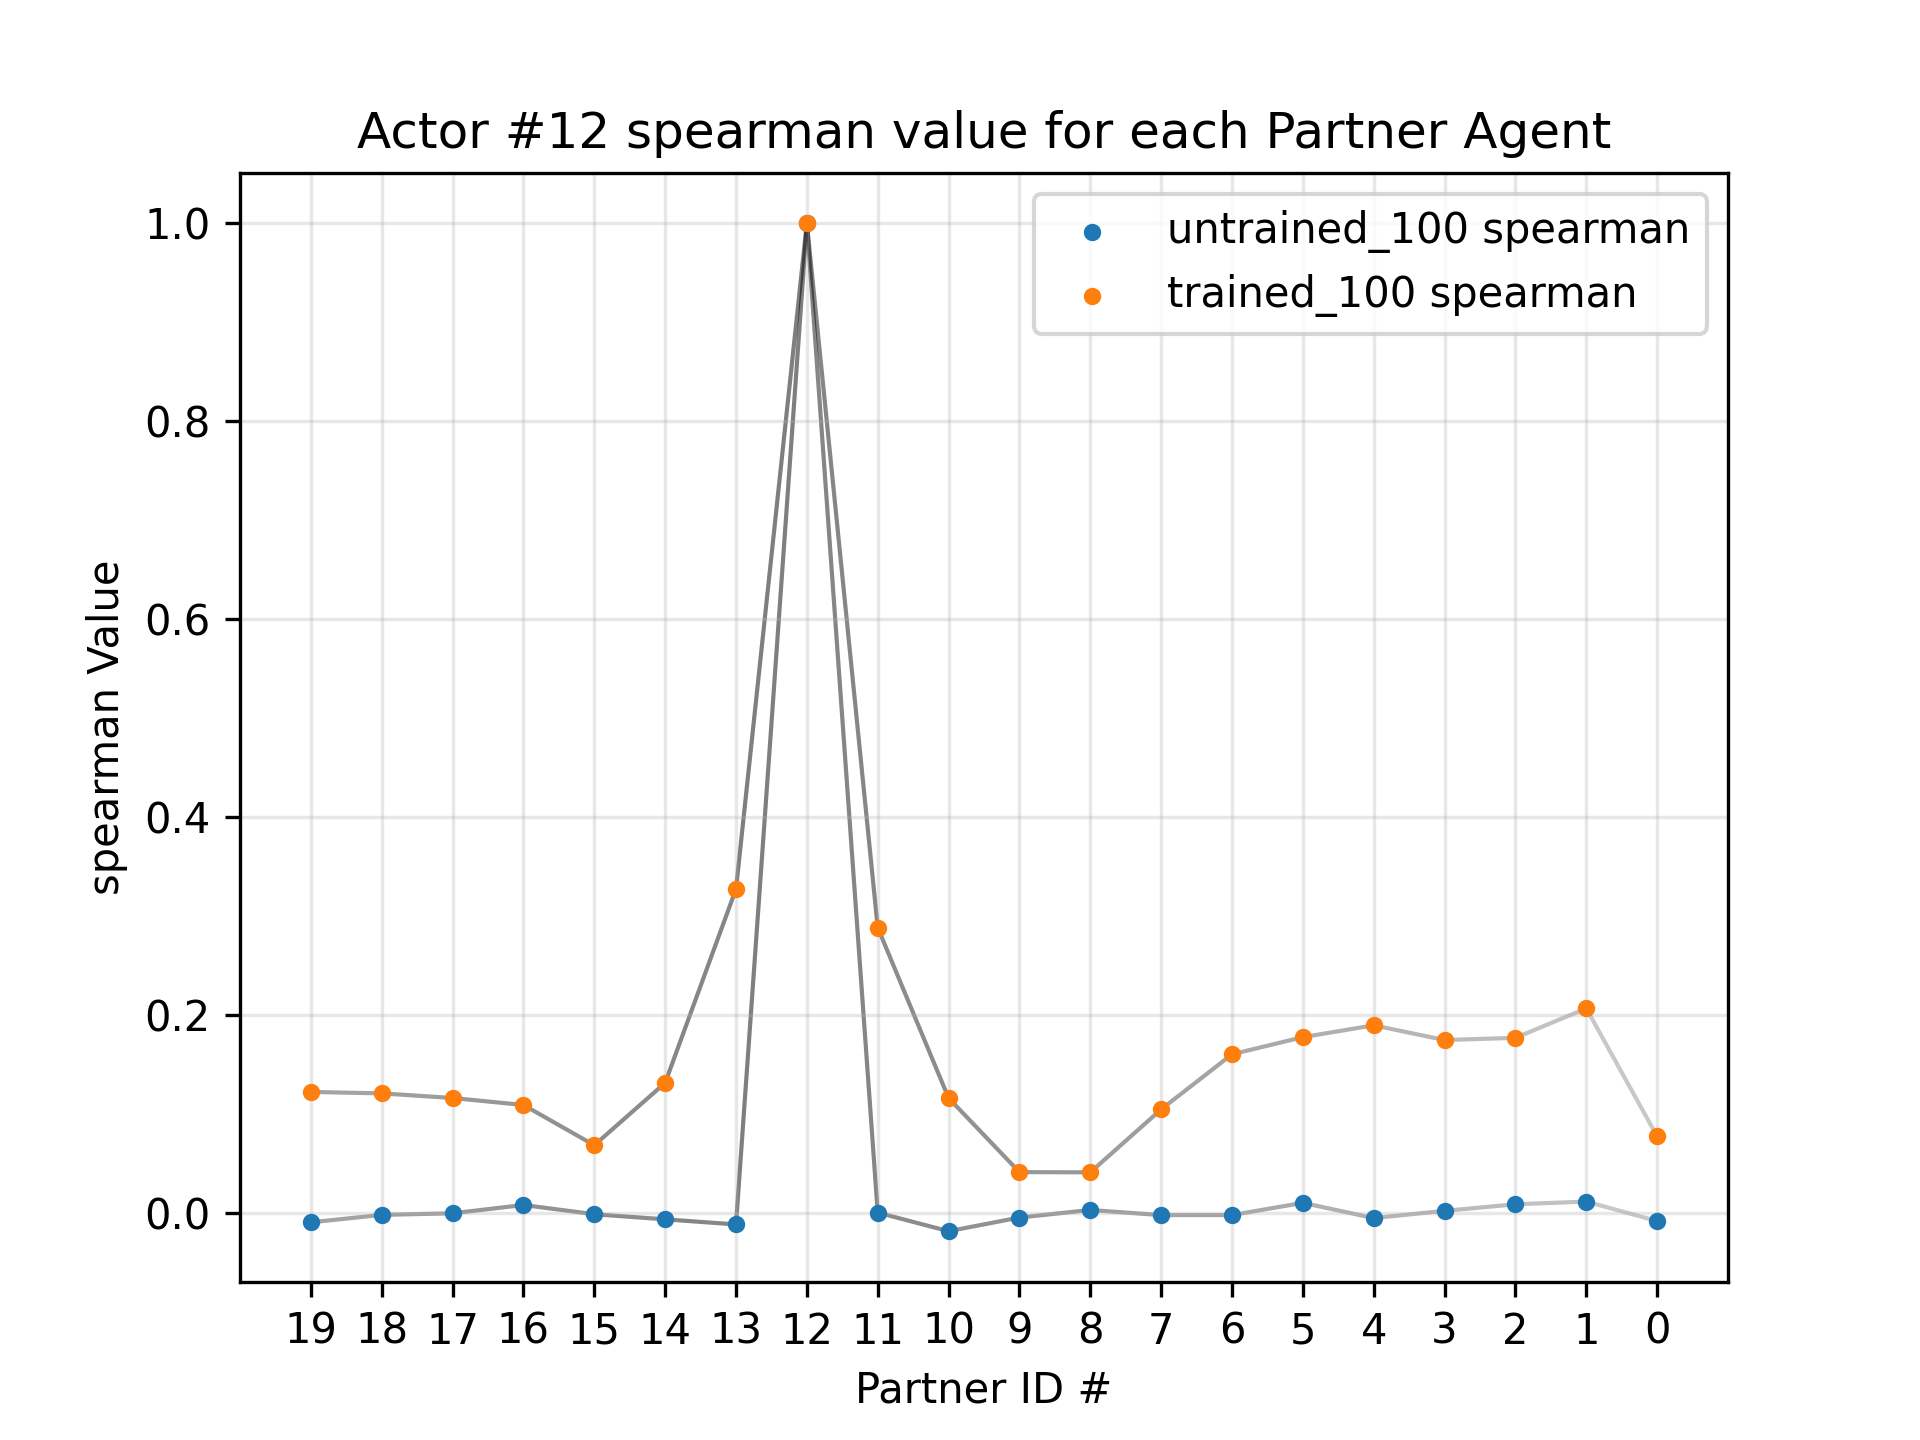 Actor #12 spearman value for each Partner Agent
untrained_100 spearman
trained_100 spearman
1.0
0.8
0.6
0.4
0.2
0.0
spearman Value
19 18 17 16 15 14 13 12 11 10 9 8 7 6 5 4 3 2 1 0
Partner ID #